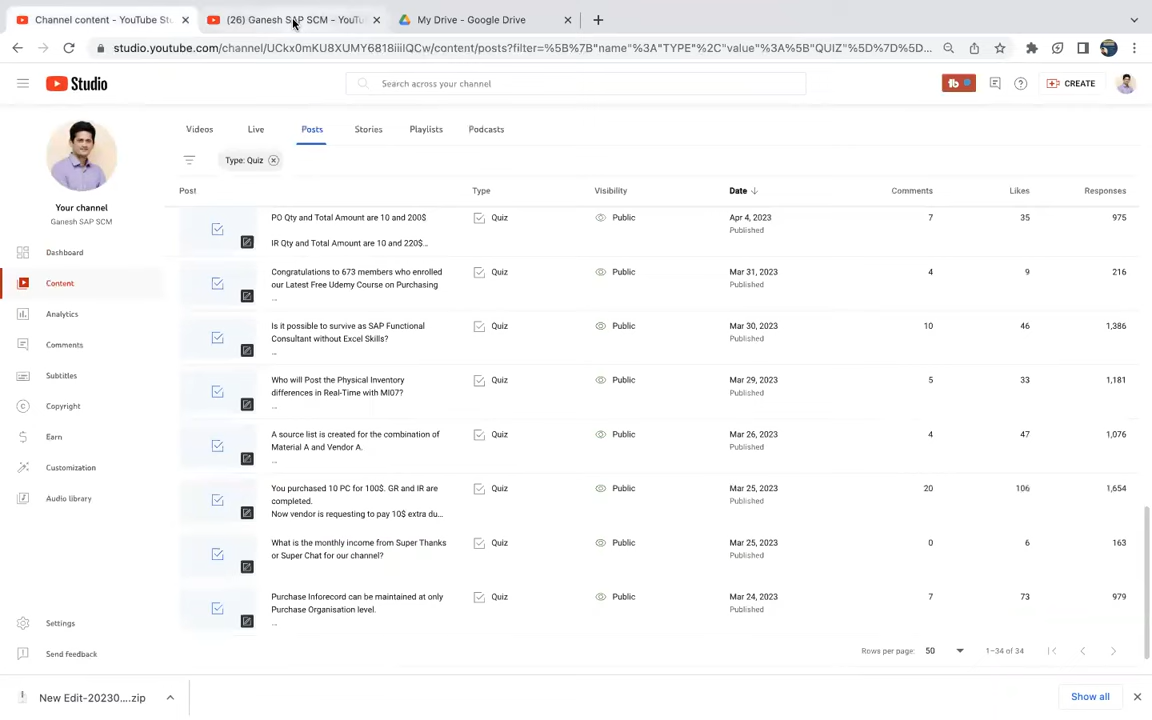 Channel content - YouTube Stu
(26) Ganesh SAP SCM - YouTu
My Drive - Google Drive
studio.youtube.com/channel/UCkx0mKU8XUMY6818iiilQCw/content/posts?filter=%5B%7B"name"%3A"TYPE"%2C"value"%3A%5B"QUIZ"%5D%7D%5D...
Studio
Search across your channel
CREATE
Your channel
Ganesh SAP SCM
Dashboard
Content
Analytics
Comments
Subtitles
Copyright
Earn
Customization
Audio library
Settings
Send feedback
Videos Live Posts Stories Playlists Podcasts
Type: Quiz
Post Type Visibility Date Comments Likes Responses
PO Qty and Total Amount are 10 and 200$ Quiz Public Apr 4, 2023 7 35 975
Published
IR Qty and Total Amount are 10 and 220$...
Congratulations to 673 members who enrolled Quiz Public Mar 31, 2023 4 9 216
our Latest Free Udemy Course on Purchasing Published
...
Is it possible to survive as SAP Functional Quiz Public Mar 30, 2023 10 46 1,386
Consultant without Excel Skills? Published
...
Who will Post the Physical Inventory Quiz Public Mar 29, 2023 5 33 1,181
differences in Real-Time with MI07? Published
...
A source list is created for the combination of Quiz Public Mar 26, 2023 4 47 1,076
Material A and Vendor A. Published
...
You purchased 10 PC for 100$. GR and IR are Quiz Public Mar 25, 2023 20 106 1,654
completed. Published
Now vendor is requesting to pay 10$ extra du...
What is the monthly income from Super Thanks Quiz Public Mar 25, 2023 0 6 163
or Super Chat for our channel? Published
Purchase Inforecord can be maintained at only Quiz Public Mar 24, 2023 7 73 979
Purchase Organisation level. Published
...
Rows per page: 50 1–34 of 34
New Edit-20230....zip
Show all